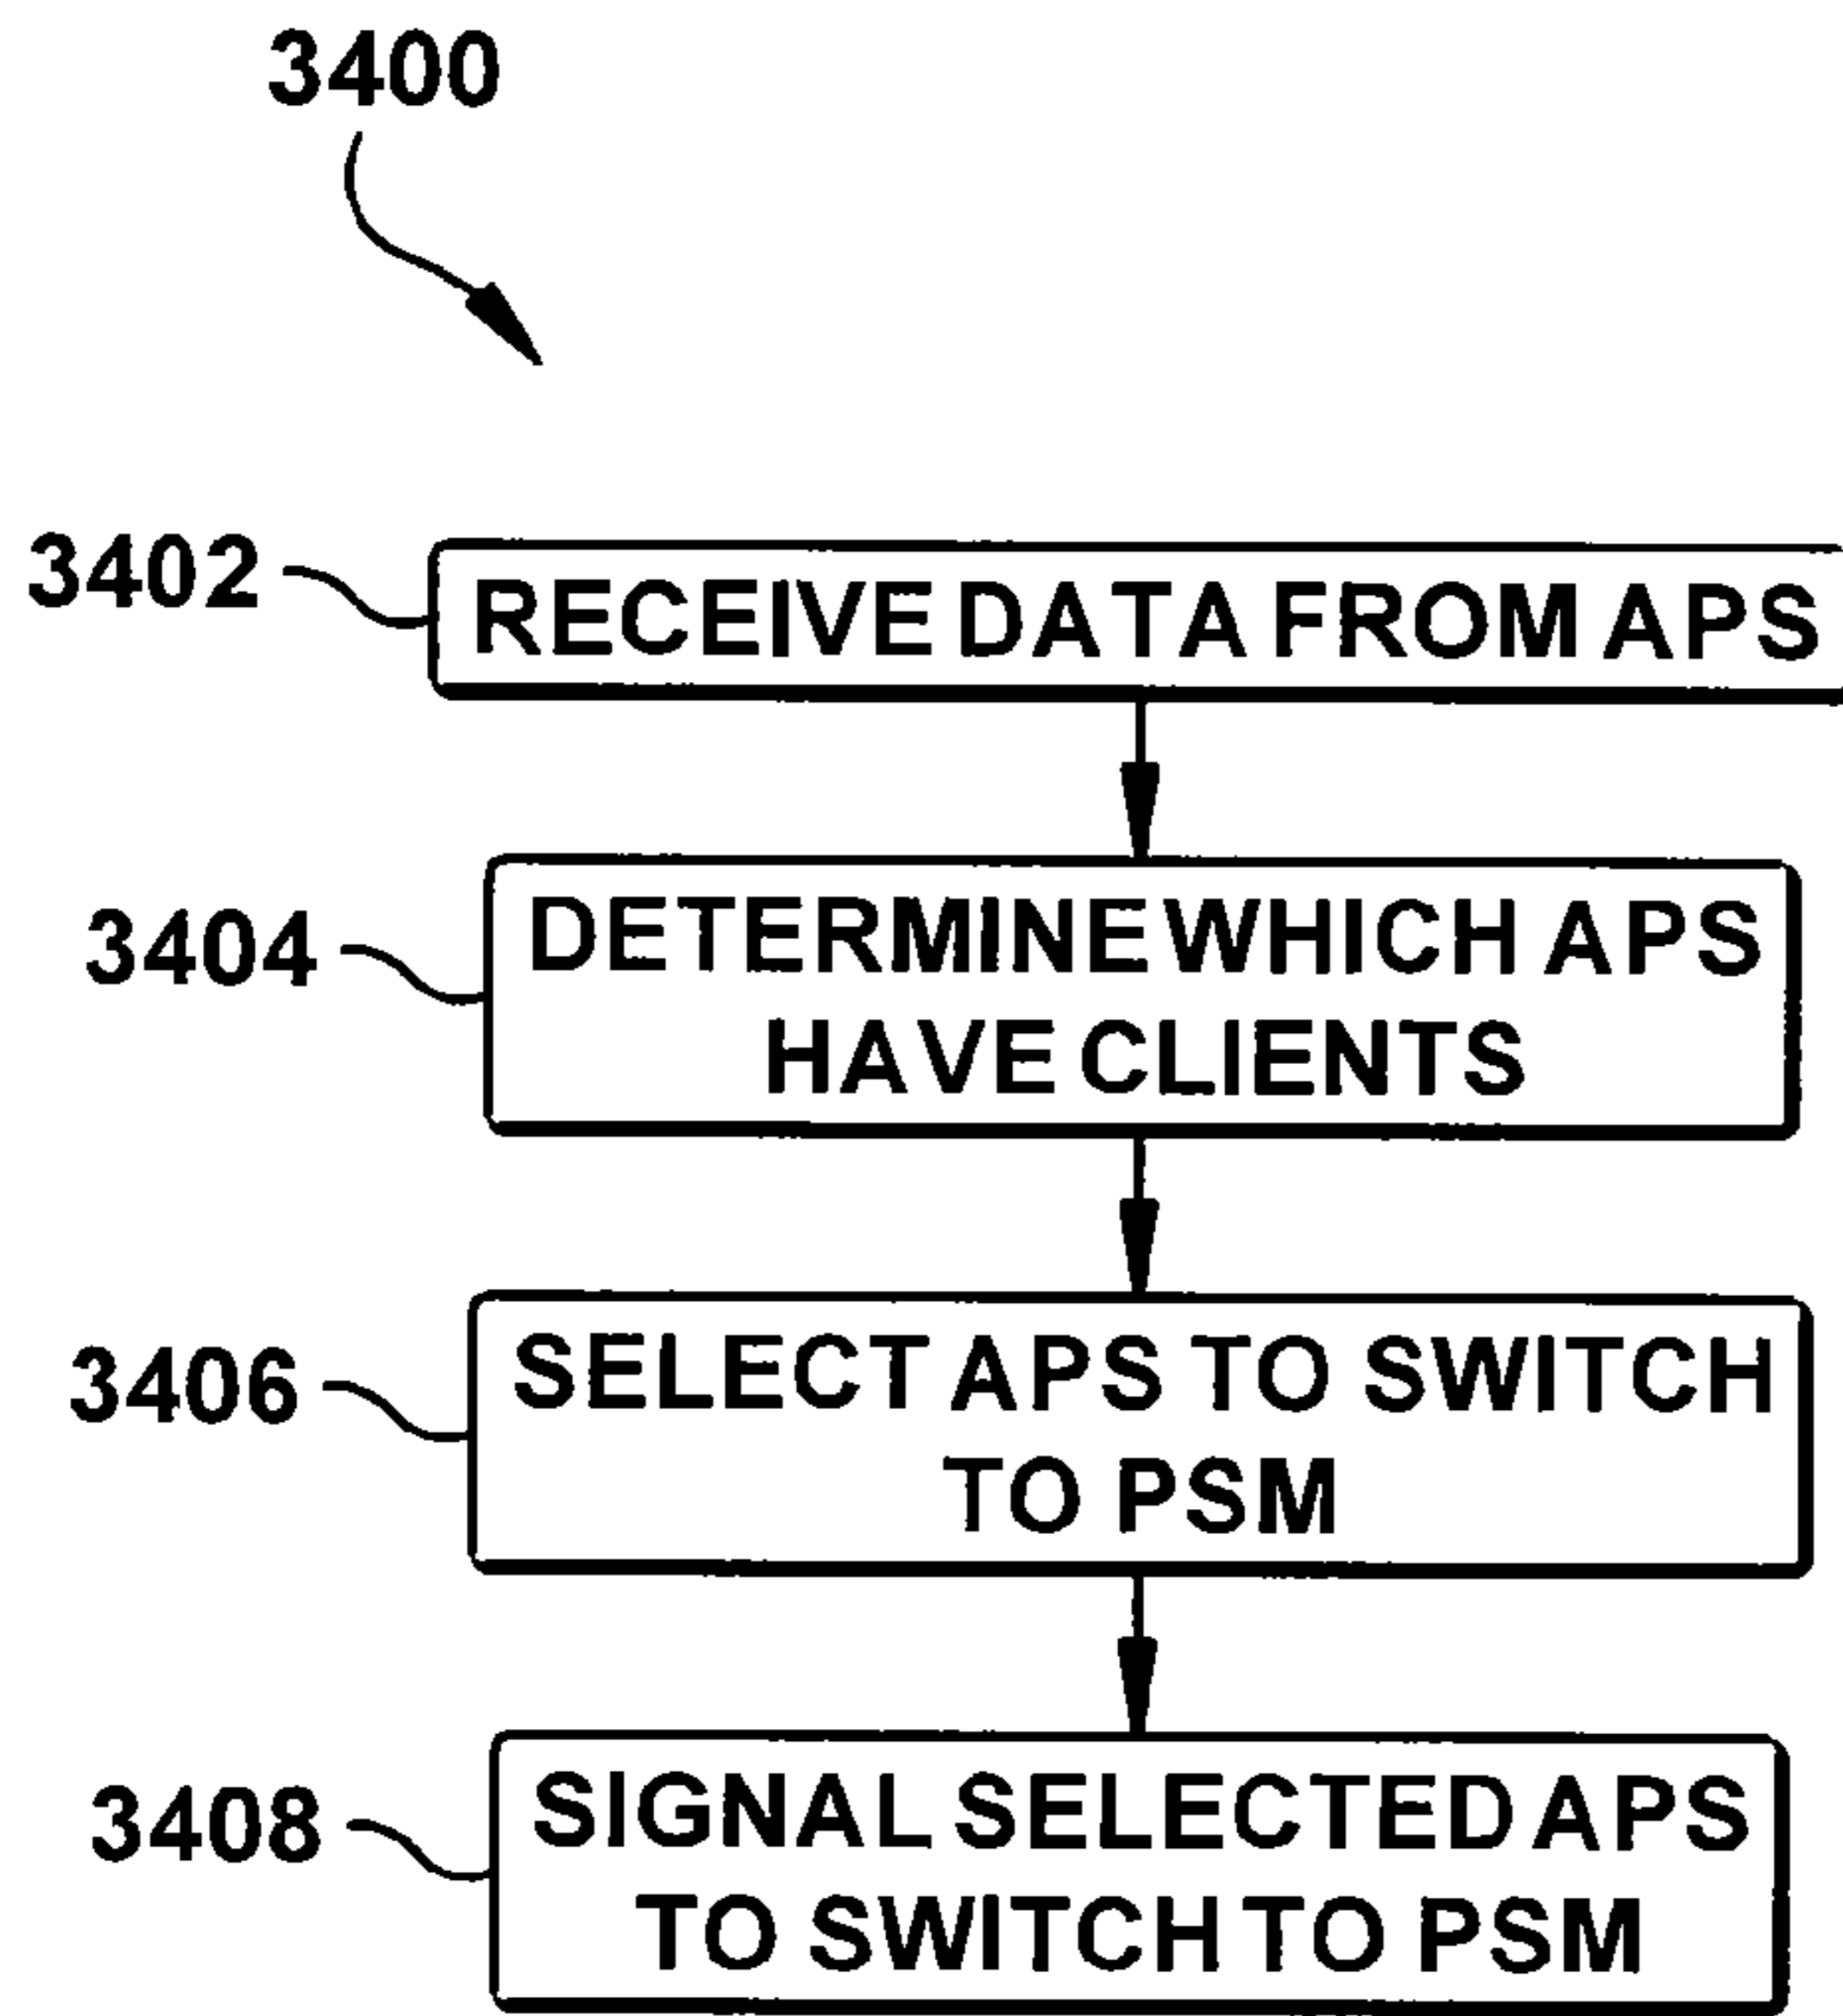 3400
3402
RECEIVE DATA FROM APS
3404
DETERMINE WHICH APS
HAVE CLIENTS
3406
SELECT APS TO SWITCH
TO PSM
3408
SIGNAL SELECTED APS
TO SWITCH TO PSM